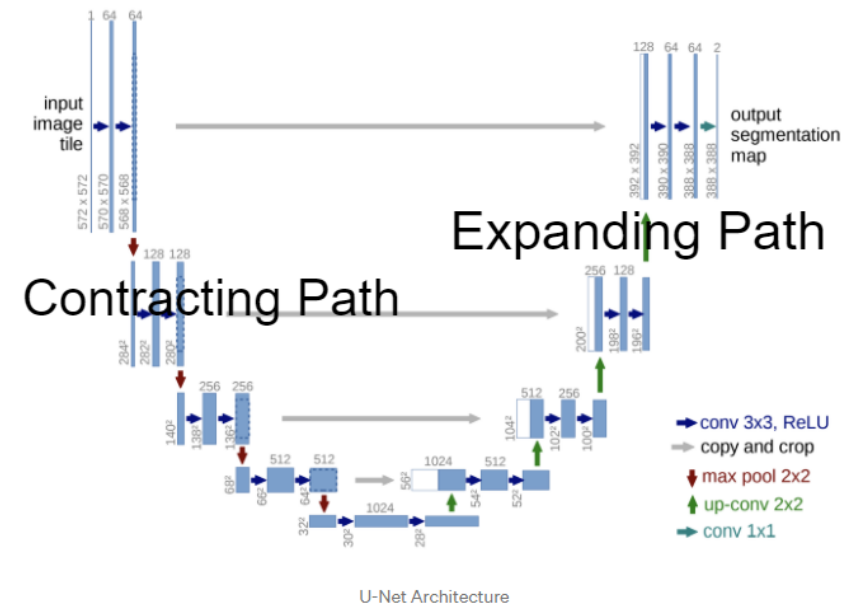 1 64 64
input
image
tile
572 x 572
570 x 570
568 x 568
128 64 64 2
output
segmentation
map
392 x 392
390 x 390
388 x 388
388 x 388
Expanding Path
128 128
Contracting Path
284²
282²
280²
256 128
200²
198²
196²
256 256
140²
138²
136²
512 256
104²
102²
100²
512 512
68²
66²
64²
1024 512
56²
54²
52²
1024
32²
30²
28²
conv 3x3, ReLU
copy and crop
max pool 2x2
up-conv 2x2
conv 1x1
U-Net Architecture